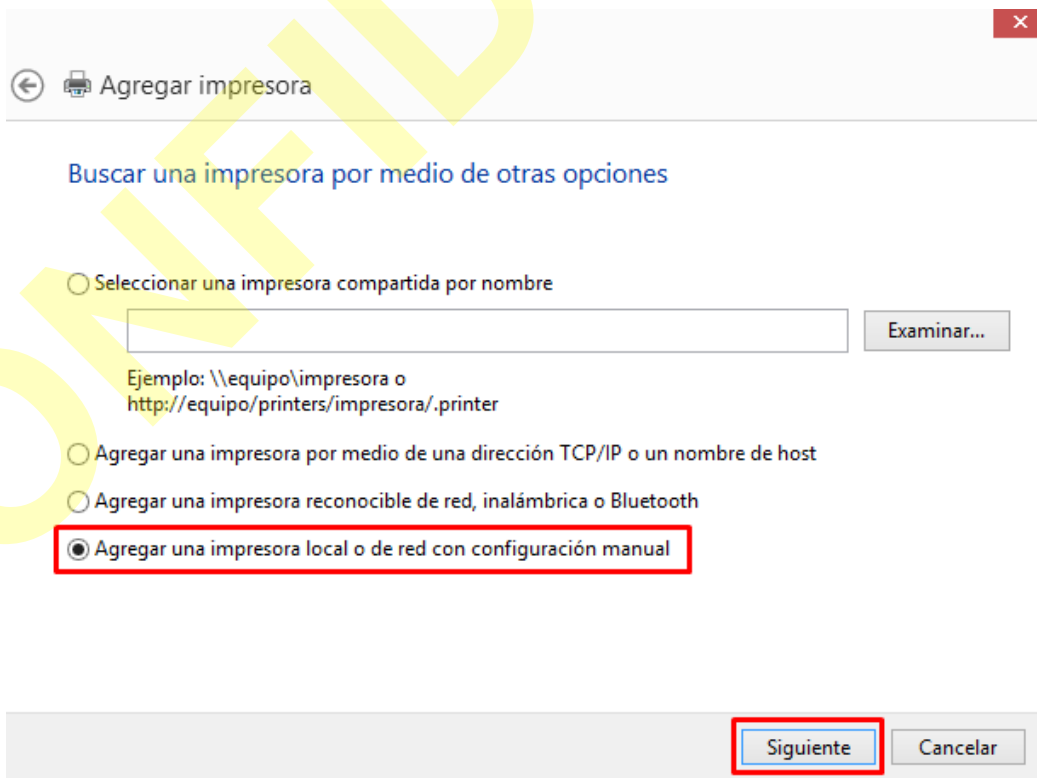 Agregar impresora
Buscar una impresora por medio de otras opciones
Seleccionar una impresora compartida por nombre
Examinar...
Ejemplo: \\equipo\impresora o
http://equipo/printers/impresora/.printer
Agregar una impresora por medio de una dirección TCP/IP o un nombre de host
Agregar una impresora reconocible de red, inalámbrica o Bluetooth
Agregar una impresora local o de red con configuración manual
Siguiente
Cancelar
ONFID